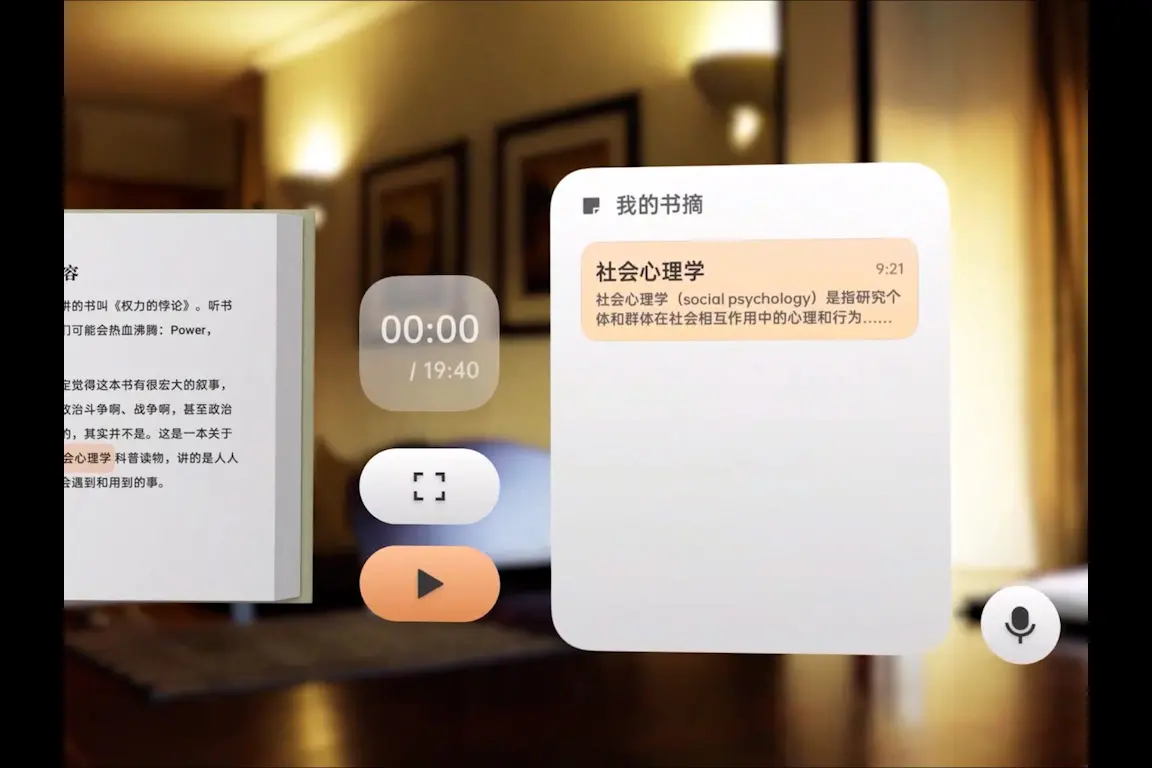 容
讲的书叫《权力的悖论》。听书
们可能会热血沸腾：Power，
定觉得这本书有很宏大的叙事，
政治斗争啊、战争啊，甚至政治
的，其实并不是。这是一本关于
会心理学科普读物，讲的是人人
会遇到和用到的事。
00:00
/ 19:40
我的书摘
社会心理学 9:21
社会心理学（social psychology）是指研究个
体和群体在社会相互作用中的心理和行为……